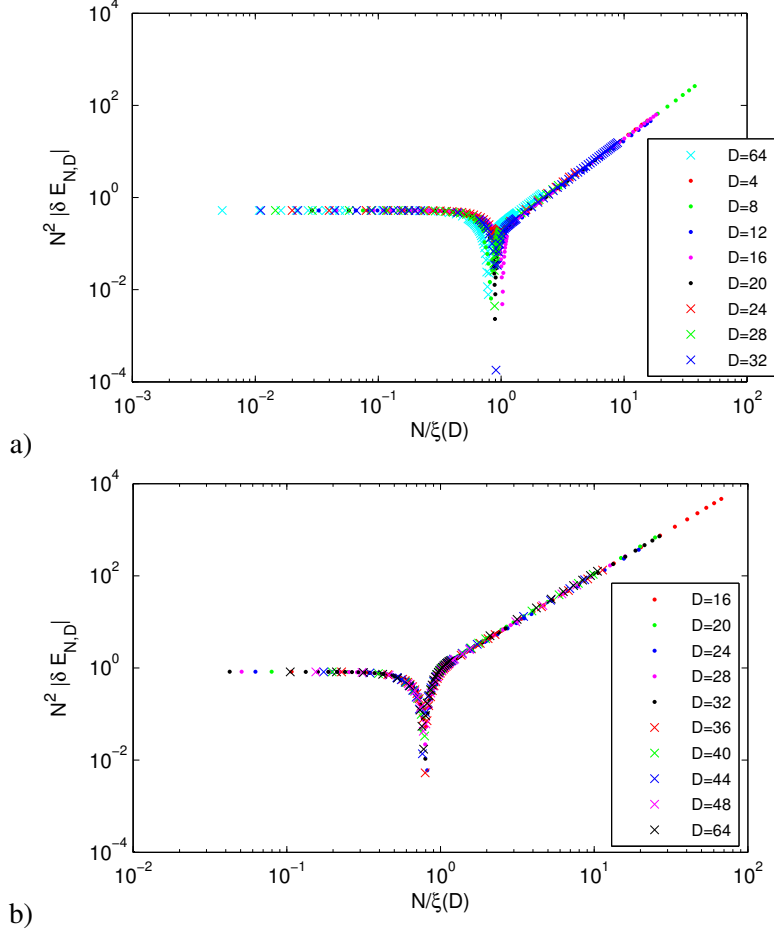 10^4
10^2
10^0
10^−2
10^−4
N^2 |δ E_{N,D}|
10^−3
10^−2
10^−1
10^0
10^1
10^2
N/ξ(D)
D=64
D=4
D=8
D=12
D=16
D=20
D=24
D=28
D=32
a)
10^4
10^2
10^0
10^−2
10^−4
N^2 |δ E_{N,D}|
10^−2
10^−1
10^0
10^1
10^2
N/ξ(D)
D=16
D=20
D=24
D=28
D=32
D=36
D=40
D=44
D=48
D=64
b)